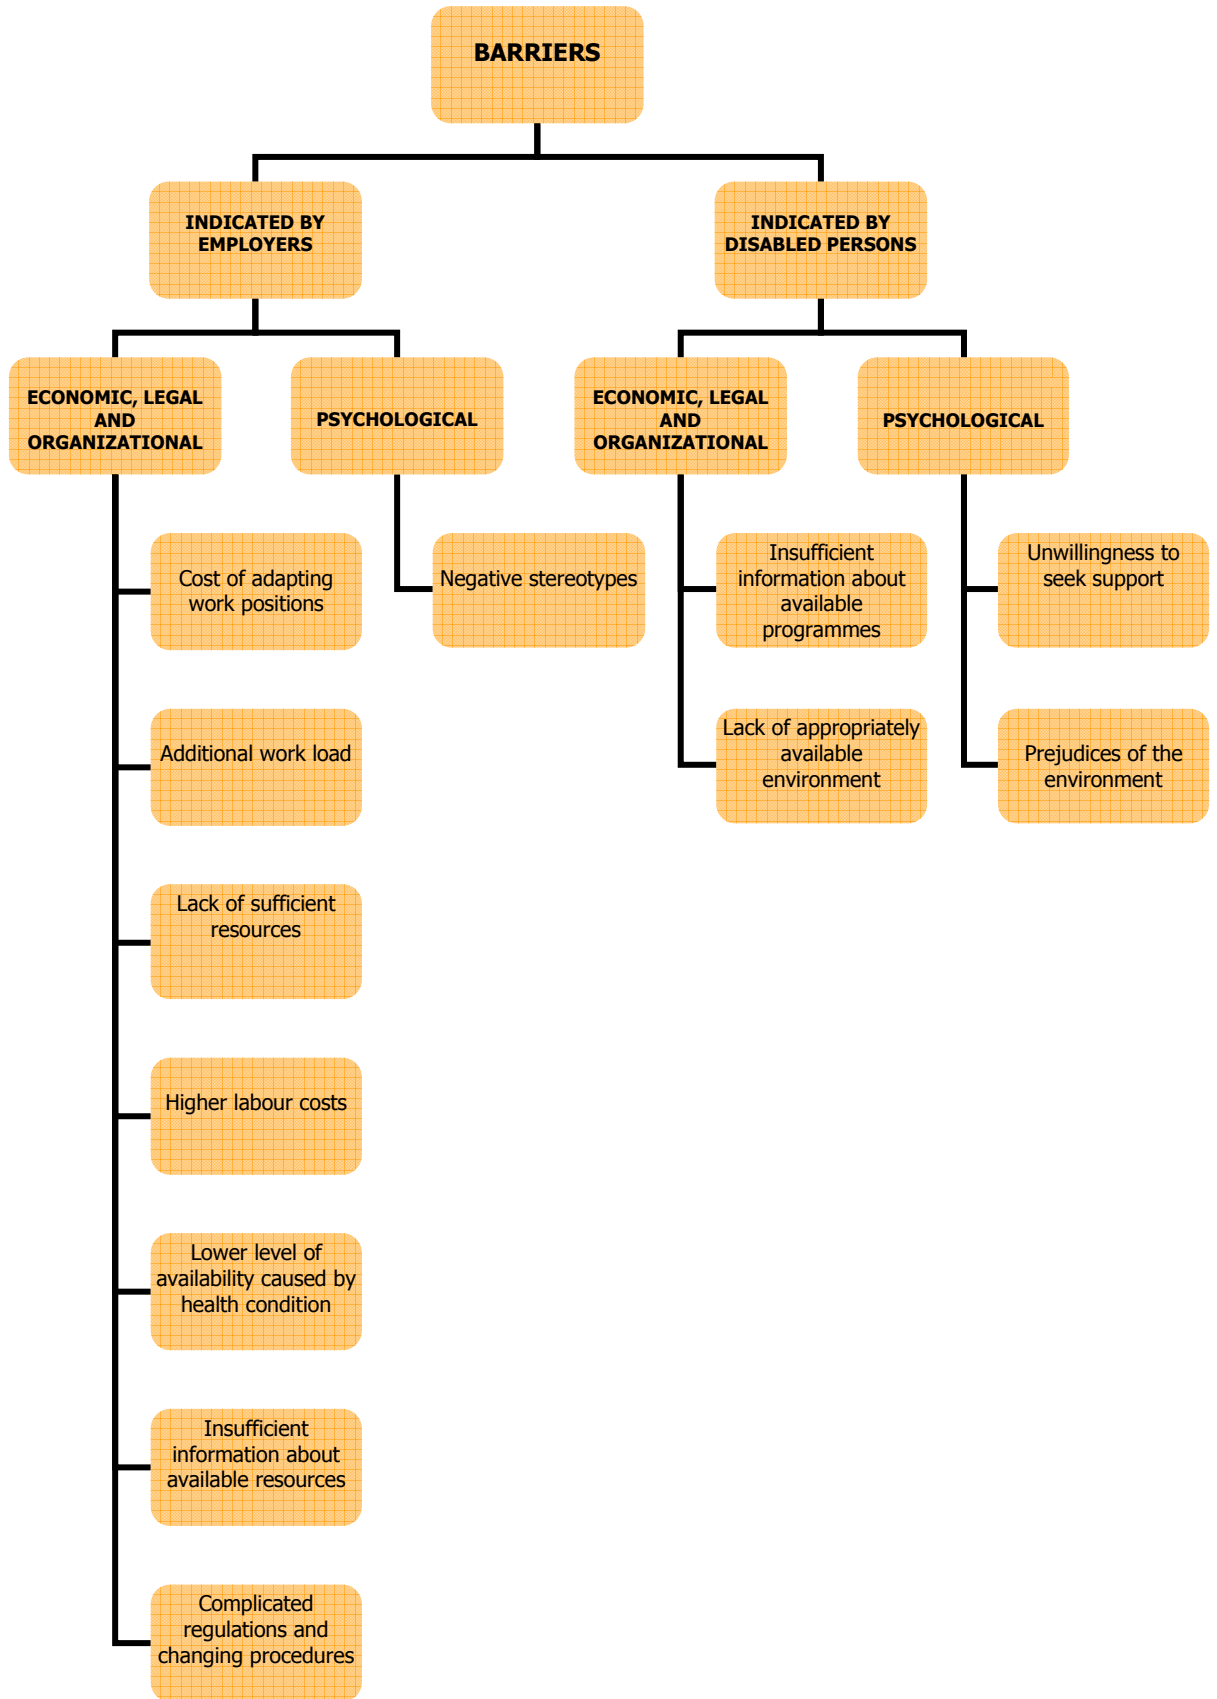 BARRIERS
INDICATED BY
EMPLOYERS
INDICATED BY
DISABLED PERSONS
ECONOMIC, LEGAL
AND
ORGANIZATIONAL
PSYCHOLOGICAL
ECONOMIC, LEGAL
AND
ORGANIZATIONAL
PSYCHOLOGICAL
Cost of adapting
work positions
Negative stereotypes
Insufficient
information about
available
programmes
Unwillingness to
seek support
Additional work load
Lack of appropriately
available
environment
Prejudices of the
environment
Lack of sufficient
resources
Higher labour costs
Lower level of
availability caused by
health condition
Insufficient
information about
available resources
Complicated
regulations and
changing procedures